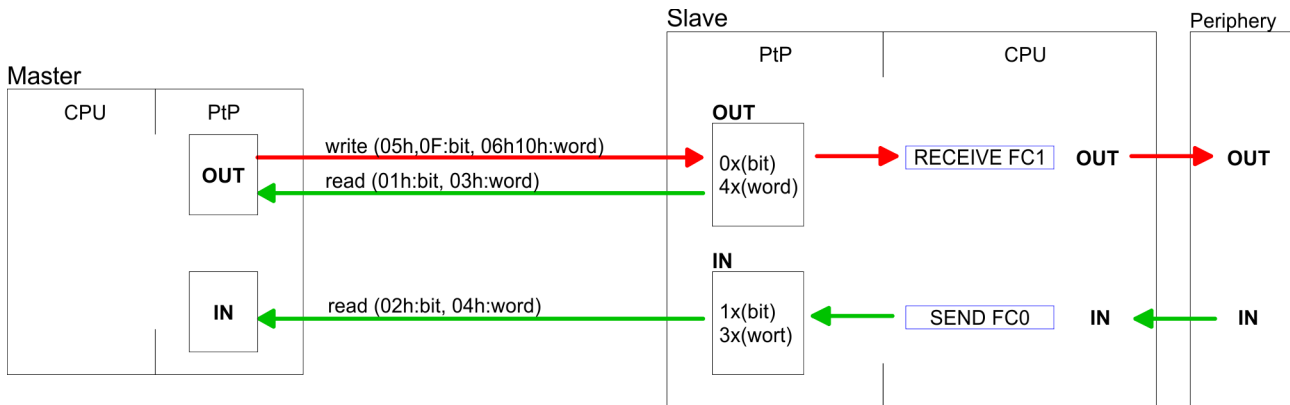 Slave
Periphery
PtP
CPU
Master
CPU
PtP
OUT
write (05h,0F:bit, 06h10h:word)
OUT
read (01h:bit, 03h:word)
0x(bit)
4x(word)
RECEIVE FC1
OUT
OUT
IN
IN
read (02h:bit, 04h:word)
1x(bit)
3x(wort)
SEND FC0
IN
IN